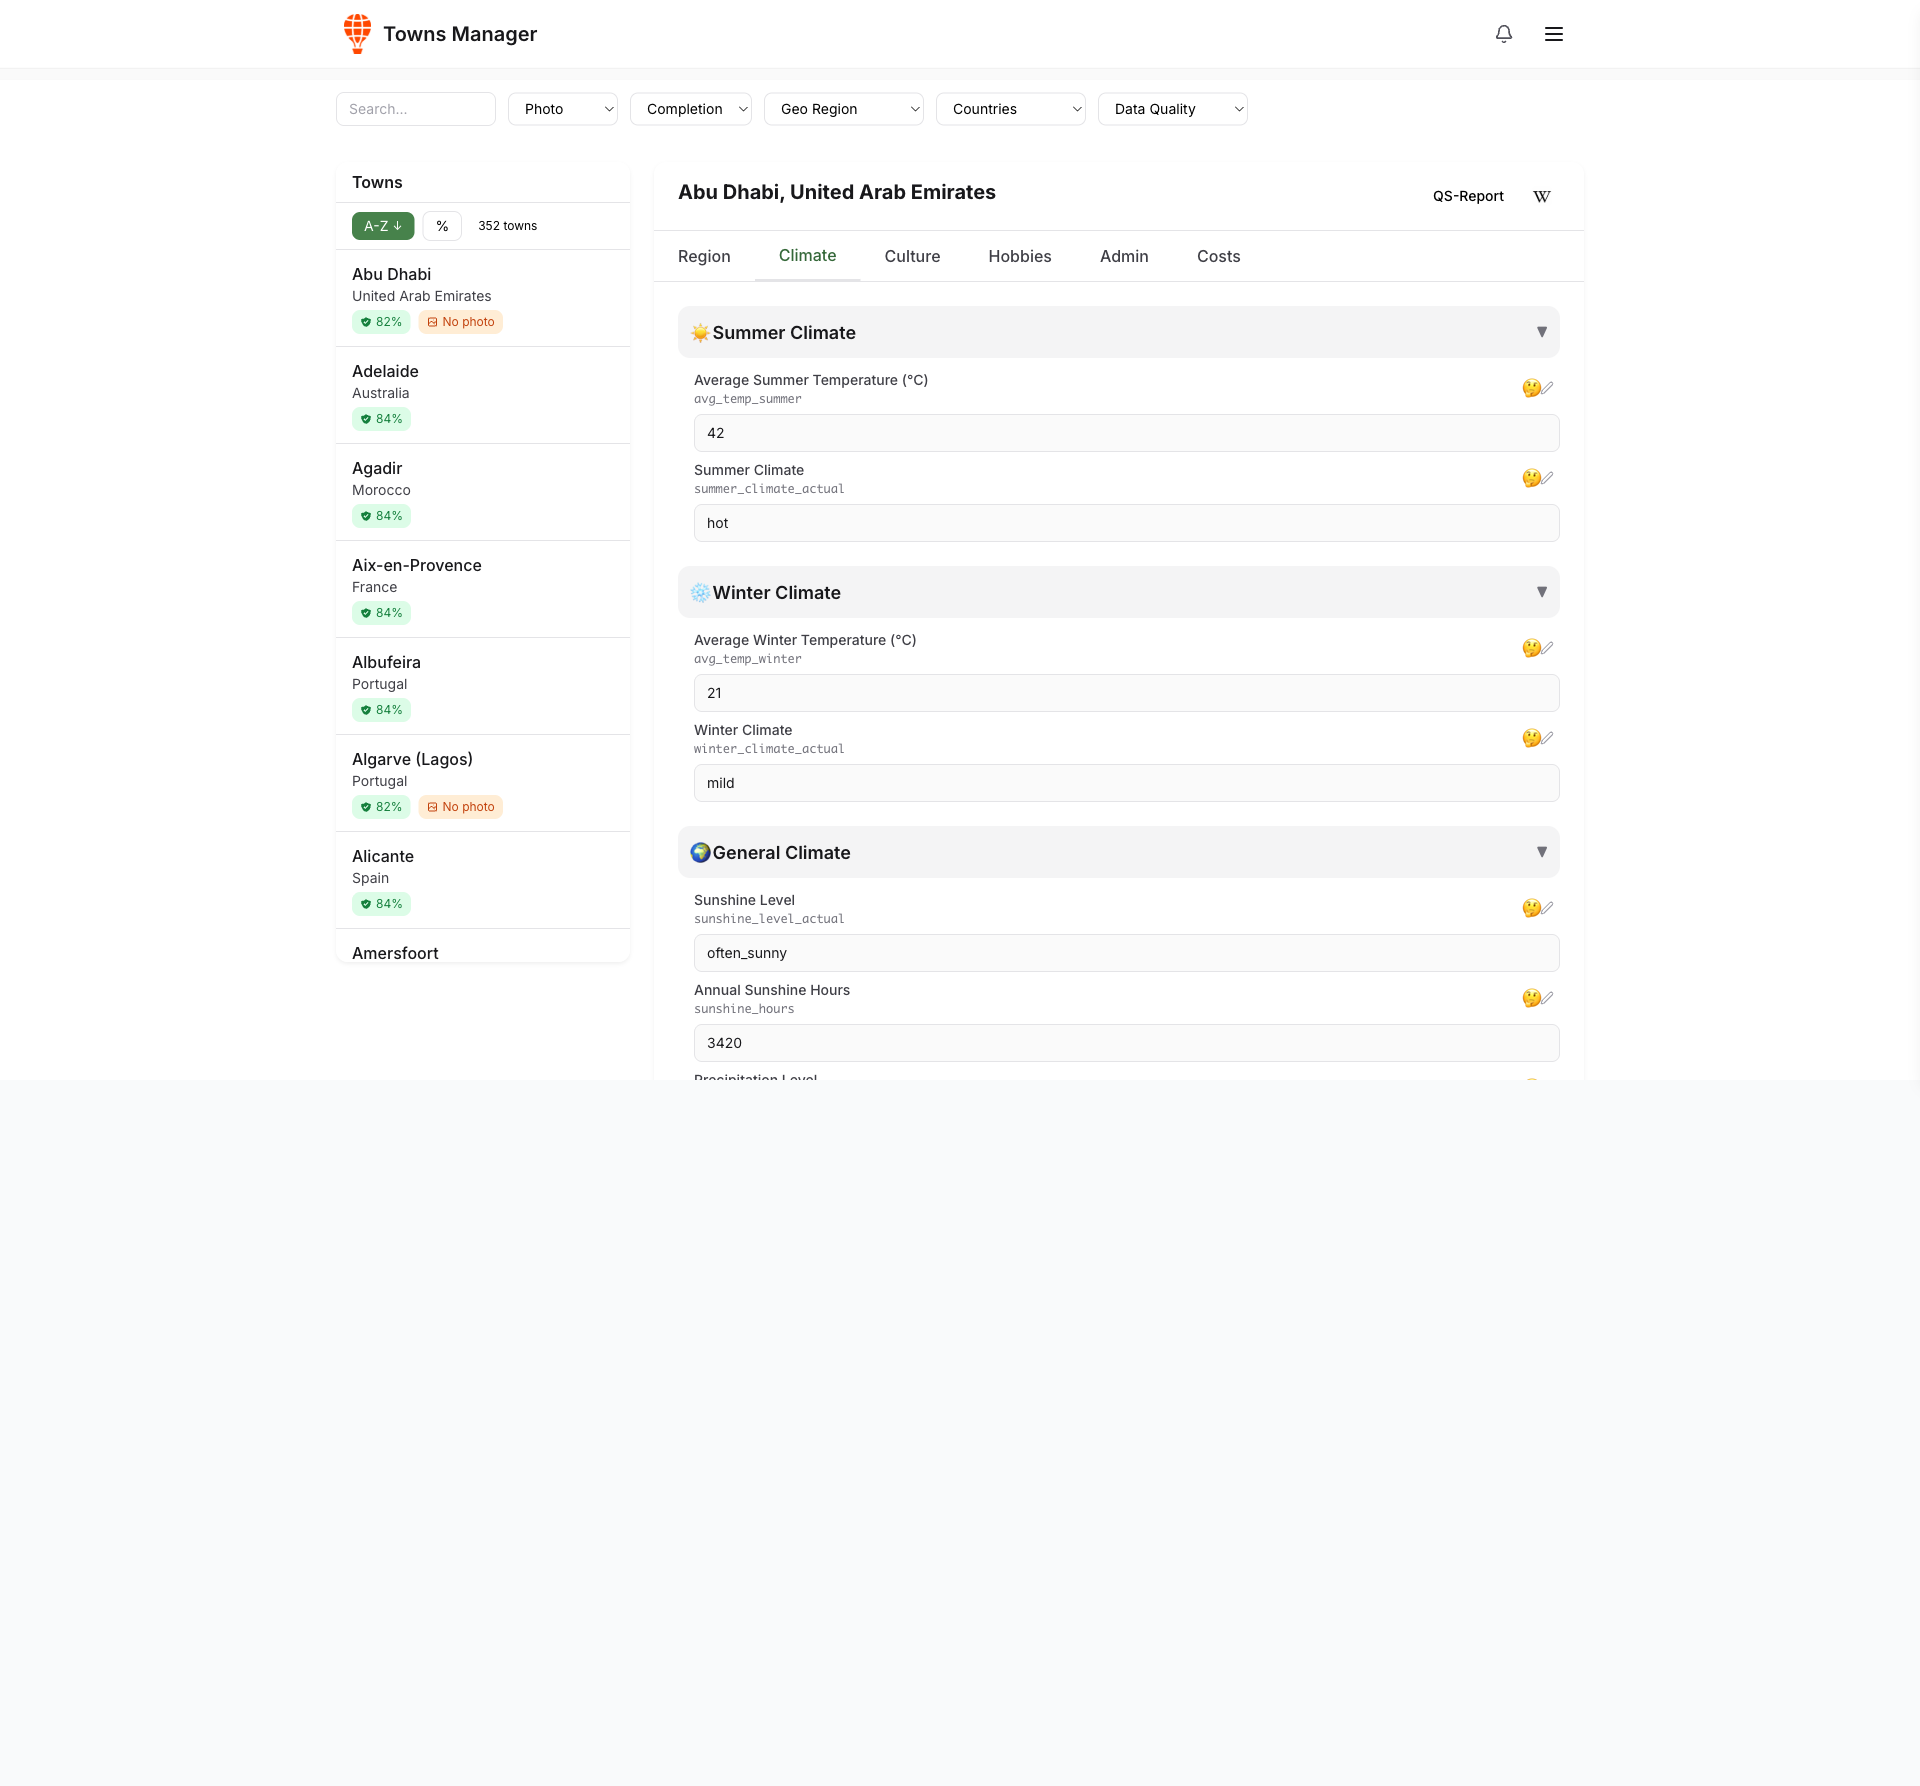 Towns Manager
Search...
Photo
Completion
Geo Region
Countries
Data Quality
Towns
A-Z ↓
%
352 towns
Abu Dhabi
United Arab Emirates
82%
No photo
Adelaide
Australia
84%
Agadir
Morocco
84%
Aix-en-Provence
France
84%
Albufeira
Portugal
84%
Algarve (Lagos)
Portugal
82%
No photo
Alicante
Spain
84%
Amersfoort
Abu Dhabi, United Arab Emirates
QS-Report
W
Region
Climate
Culture
Hobbies
Admin
Costs
Summer Climate
Average Summer Temperature (°C)
avg_temp_summer
42
Summer Climate
summer_climate_actual
hot
Winter Climate
Average Winter Temperature (°C)
avg_temp_winter
21
Winter Climate
winter_climate_actual
mild
General Climate
Sunshine Level
sunshine_level_actual
often_sunny
Annual Sunshine Hours
sunshine_hours
3420
Precipitation Level